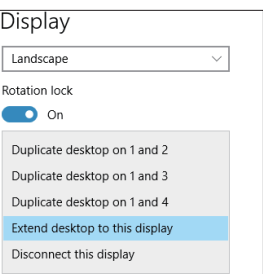 Display
Landscape
Rotation lock
On
Duplicate desktop on 1 and 2
Duplicate desktop on 1 and 3
Duplicate desktop on 1 and 4
Extend desktop to this display
Disconnect this display